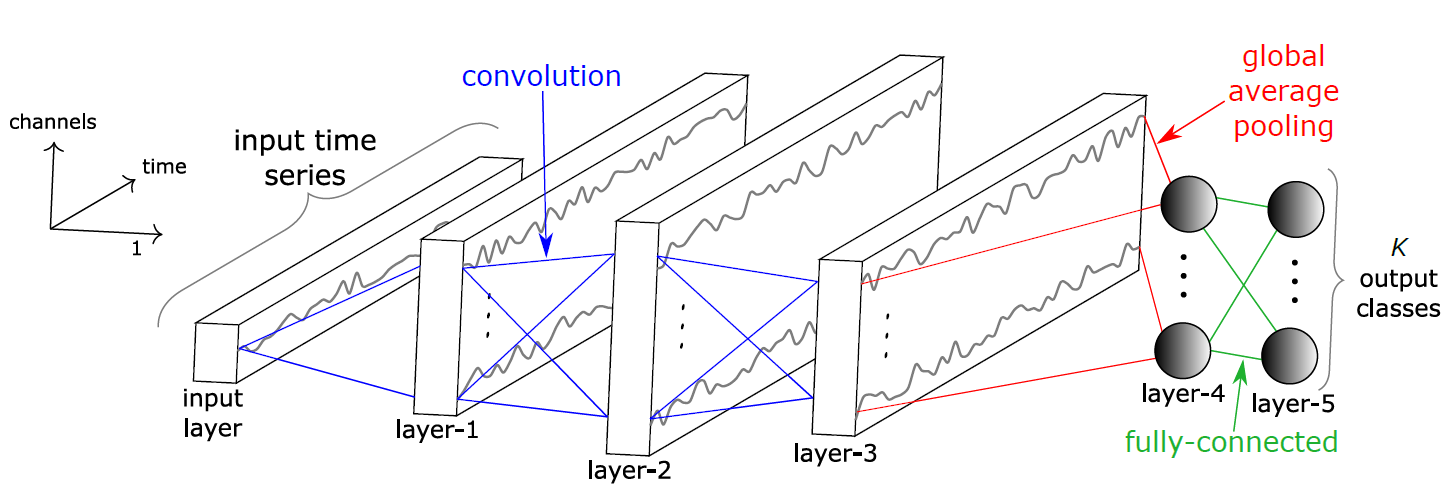 channels
time
1
input time
series
convolution
global
average
pooling
K
output
classes
input
layer
layer-1
layer-2
layer-3
layer-4
layer-5
fully-connected